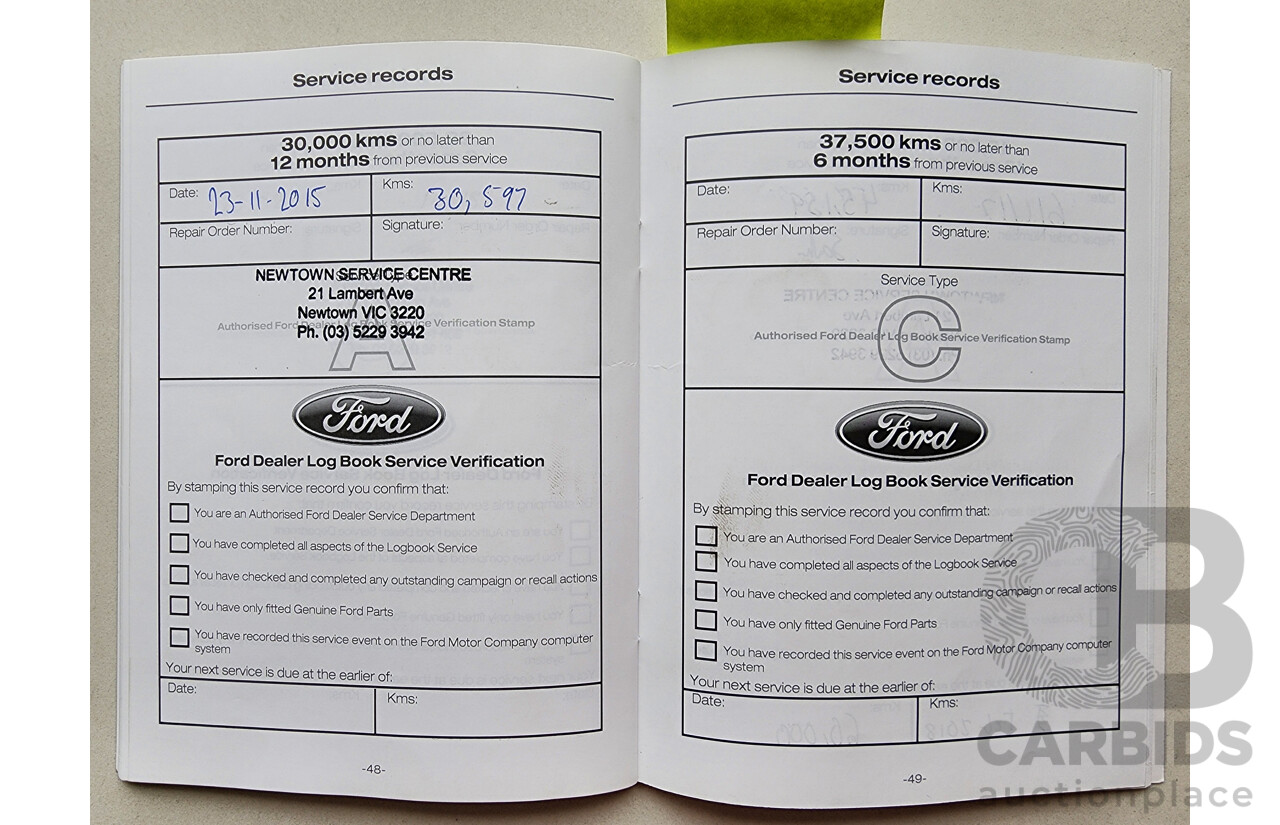 Service records
30,000 kms or no later than
12 months from previous service
Date: 23-11-2015
Kms: 30,597
Repair Order Number:
Signature:
NEWTOWN SERVICE CENTRE
21 Lambert Ave
Newtown VIC 3220
Authorised Ford Dealer Log Book Service Verification Stamp
Ph. (03) 5229 3942
A
Ford
Ford Dealer Log Book Service Verification
By stamping this service record you confirm that:
You are an Authorised Ford Dealer Service Department
You have completed all aspects of the Logbook Service
You have checked and completed any outstanding campaign or recall actions
You have only fitted Genuine Ford Parts
You have recorded this service event on the Ford Motor Company computer
system
Your next service is due at the earlier of:
Date:
Kms:
-48-
Service records
37,500 kms or no later than
6 months from previous service
Date:
Kms:
Repair Order Number:
Signature:
Service Type
C
Authorised Ford Dealer Log Book Service Verification Stamp
Ford
Ford Dealer Log Book Service Verification
By stamping this service record you confirm that:
You are an Authorised Ford Dealer Service Department
You have completed all aspects of the Logbook Service
You have checked and completed any outstanding campaign or recall actions
You have only fitted Genuine Ford Parts
You have recorded this service event on the Ford Motor Company computer
system
Your next service is due at the earlier of:
Date:
Kms:
-49-
CARBIDS
auctionplace